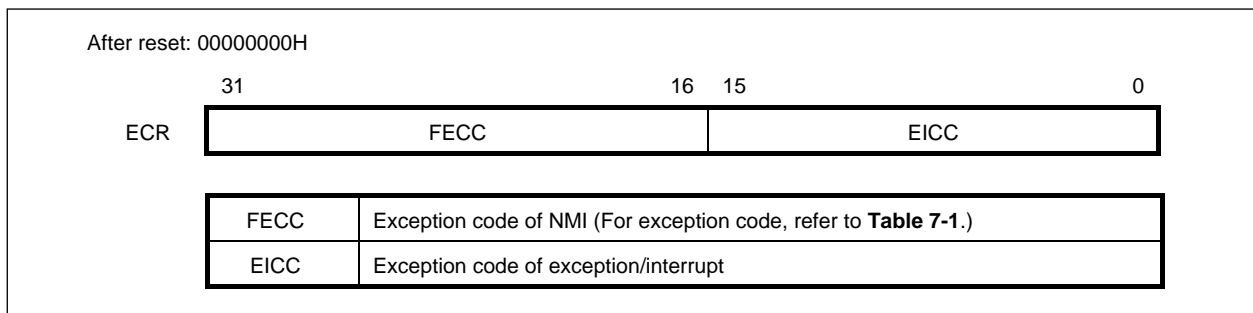 After reset: 00000000H
31 16 15 0
ECR FECC EICC
FECC Exception code of NMI (For exception code, refer to Table 7-1.)
EICC Exception code of exception/interrupt